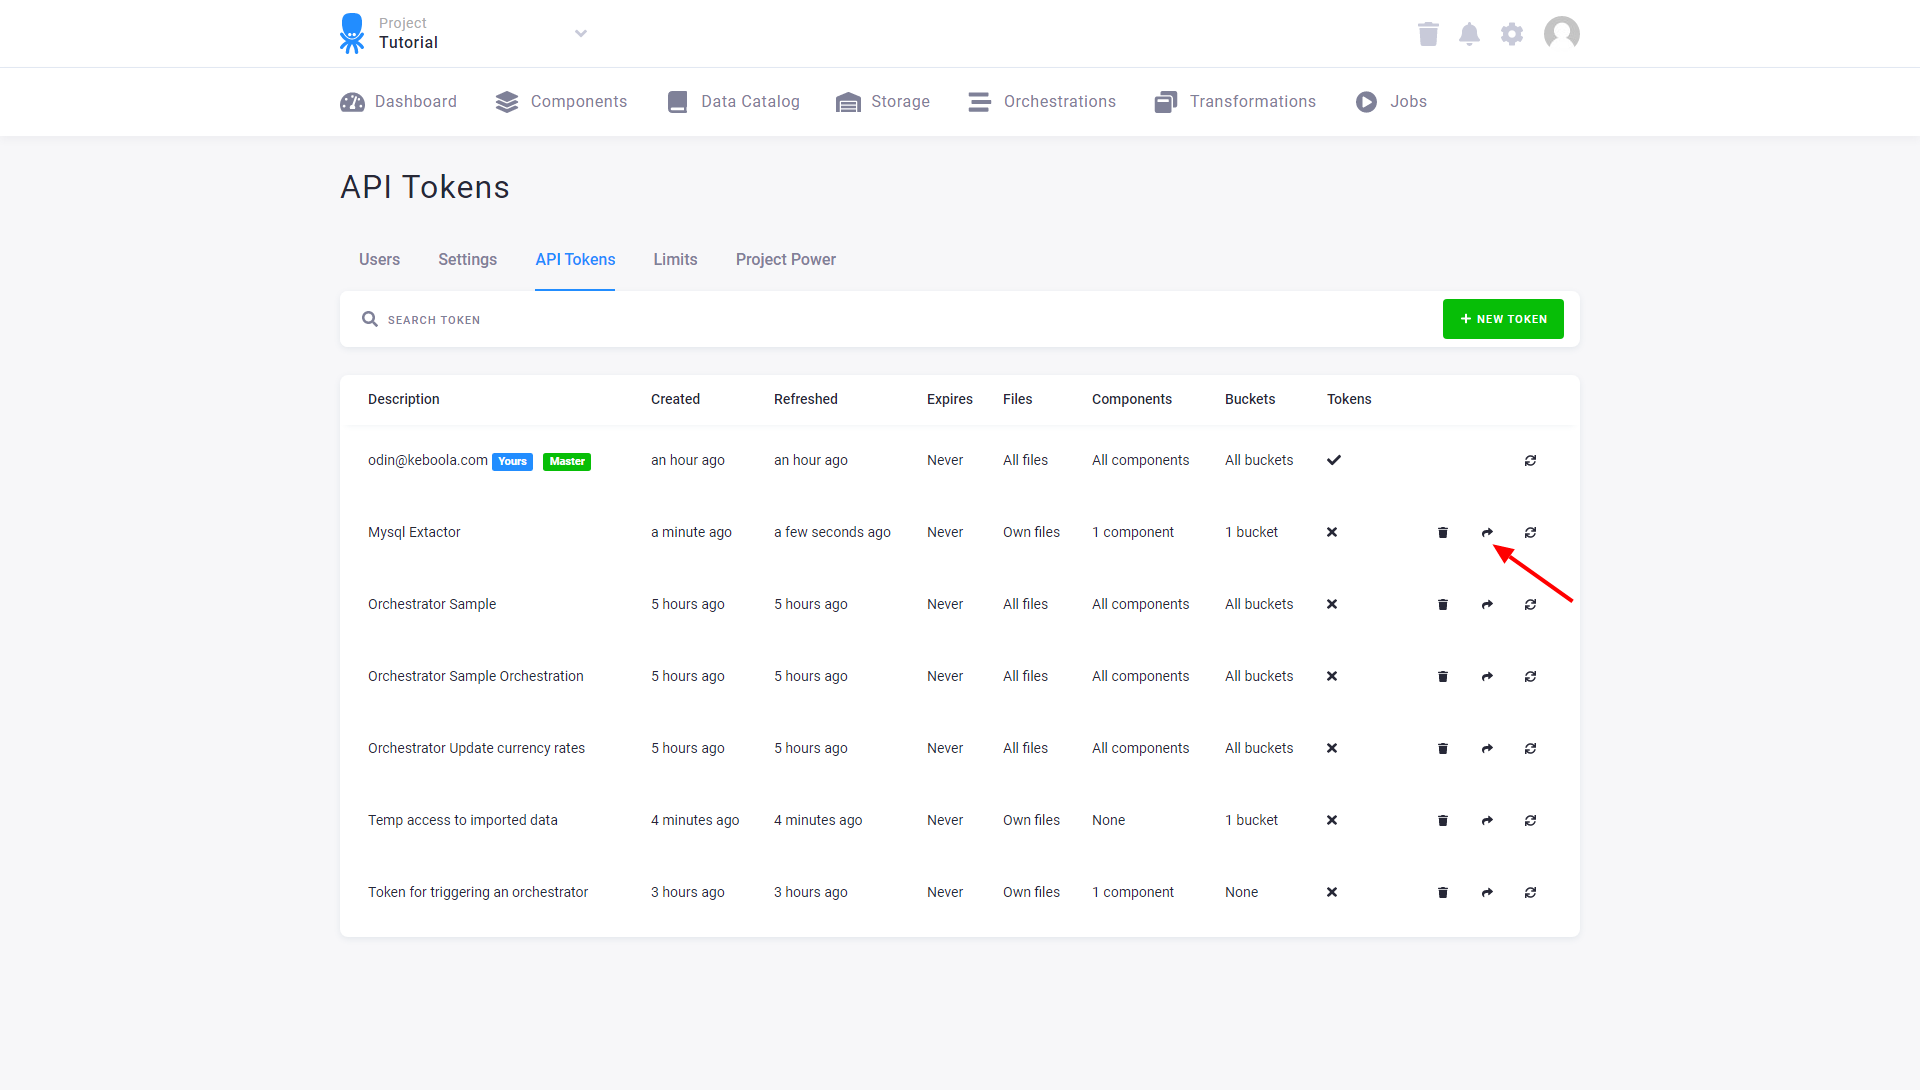 Project
Tutorial
Dashboard Components Data Catalog Storage Orchestrations Transformations Jobs
API Tokens
Users Settings API Tokens Limits Project Power
SEARCH TOKEN + NEW TOKEN
Description Created Refreshed Expires Files Components Buckets Tokens
odin@keboola.com Yours Master an hour ago an hour ago Never All files All components All buckets
Mysql Extactor a minute ago a few seconds ago Never Own files 1 component 1 bucket
Orchestrator Sample 5 hours ago 5 hours ago Never All files All components All buckets
Orchestrator Sample Orchestration 5 hours ago 5 hours ago Never All files All components All buckets
Orchestrator Update currency rates 5 hours ago 5 hours ago Never All files All components All buckets
Temp access to imported data 4 minutes ago 4 minutes ago Never Own files None 1 bucket
Token for triggering an orchestrator 3 hours ago 3 hours ago Never Own files 1 component None